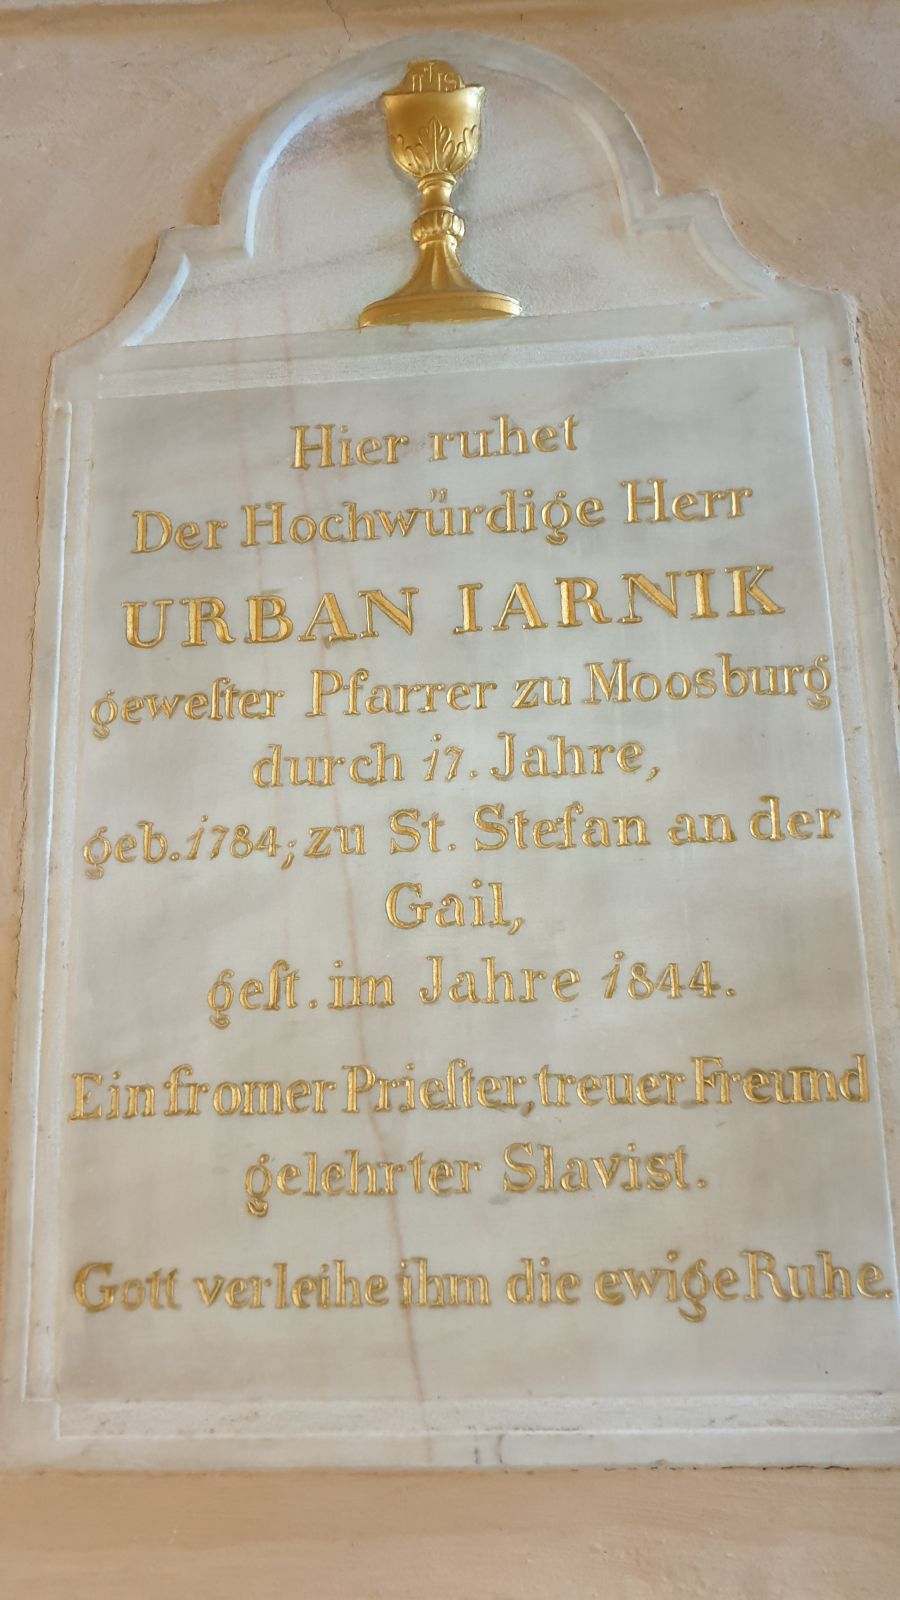 IHS
Hier ruhet
Der Hochwürdige Herr
URBAN IARNIK
geweſter Pfarrer zu Moosburg
durch 17. Jahre,
geb. 1784; zu St. Stefan an der
Gail,
geſt. im Jahre 1844.
Ein fromer Prieſter, treuer Freund
gelehrter Slavist.
Gott verleihe ihm die ewige Ruhe.